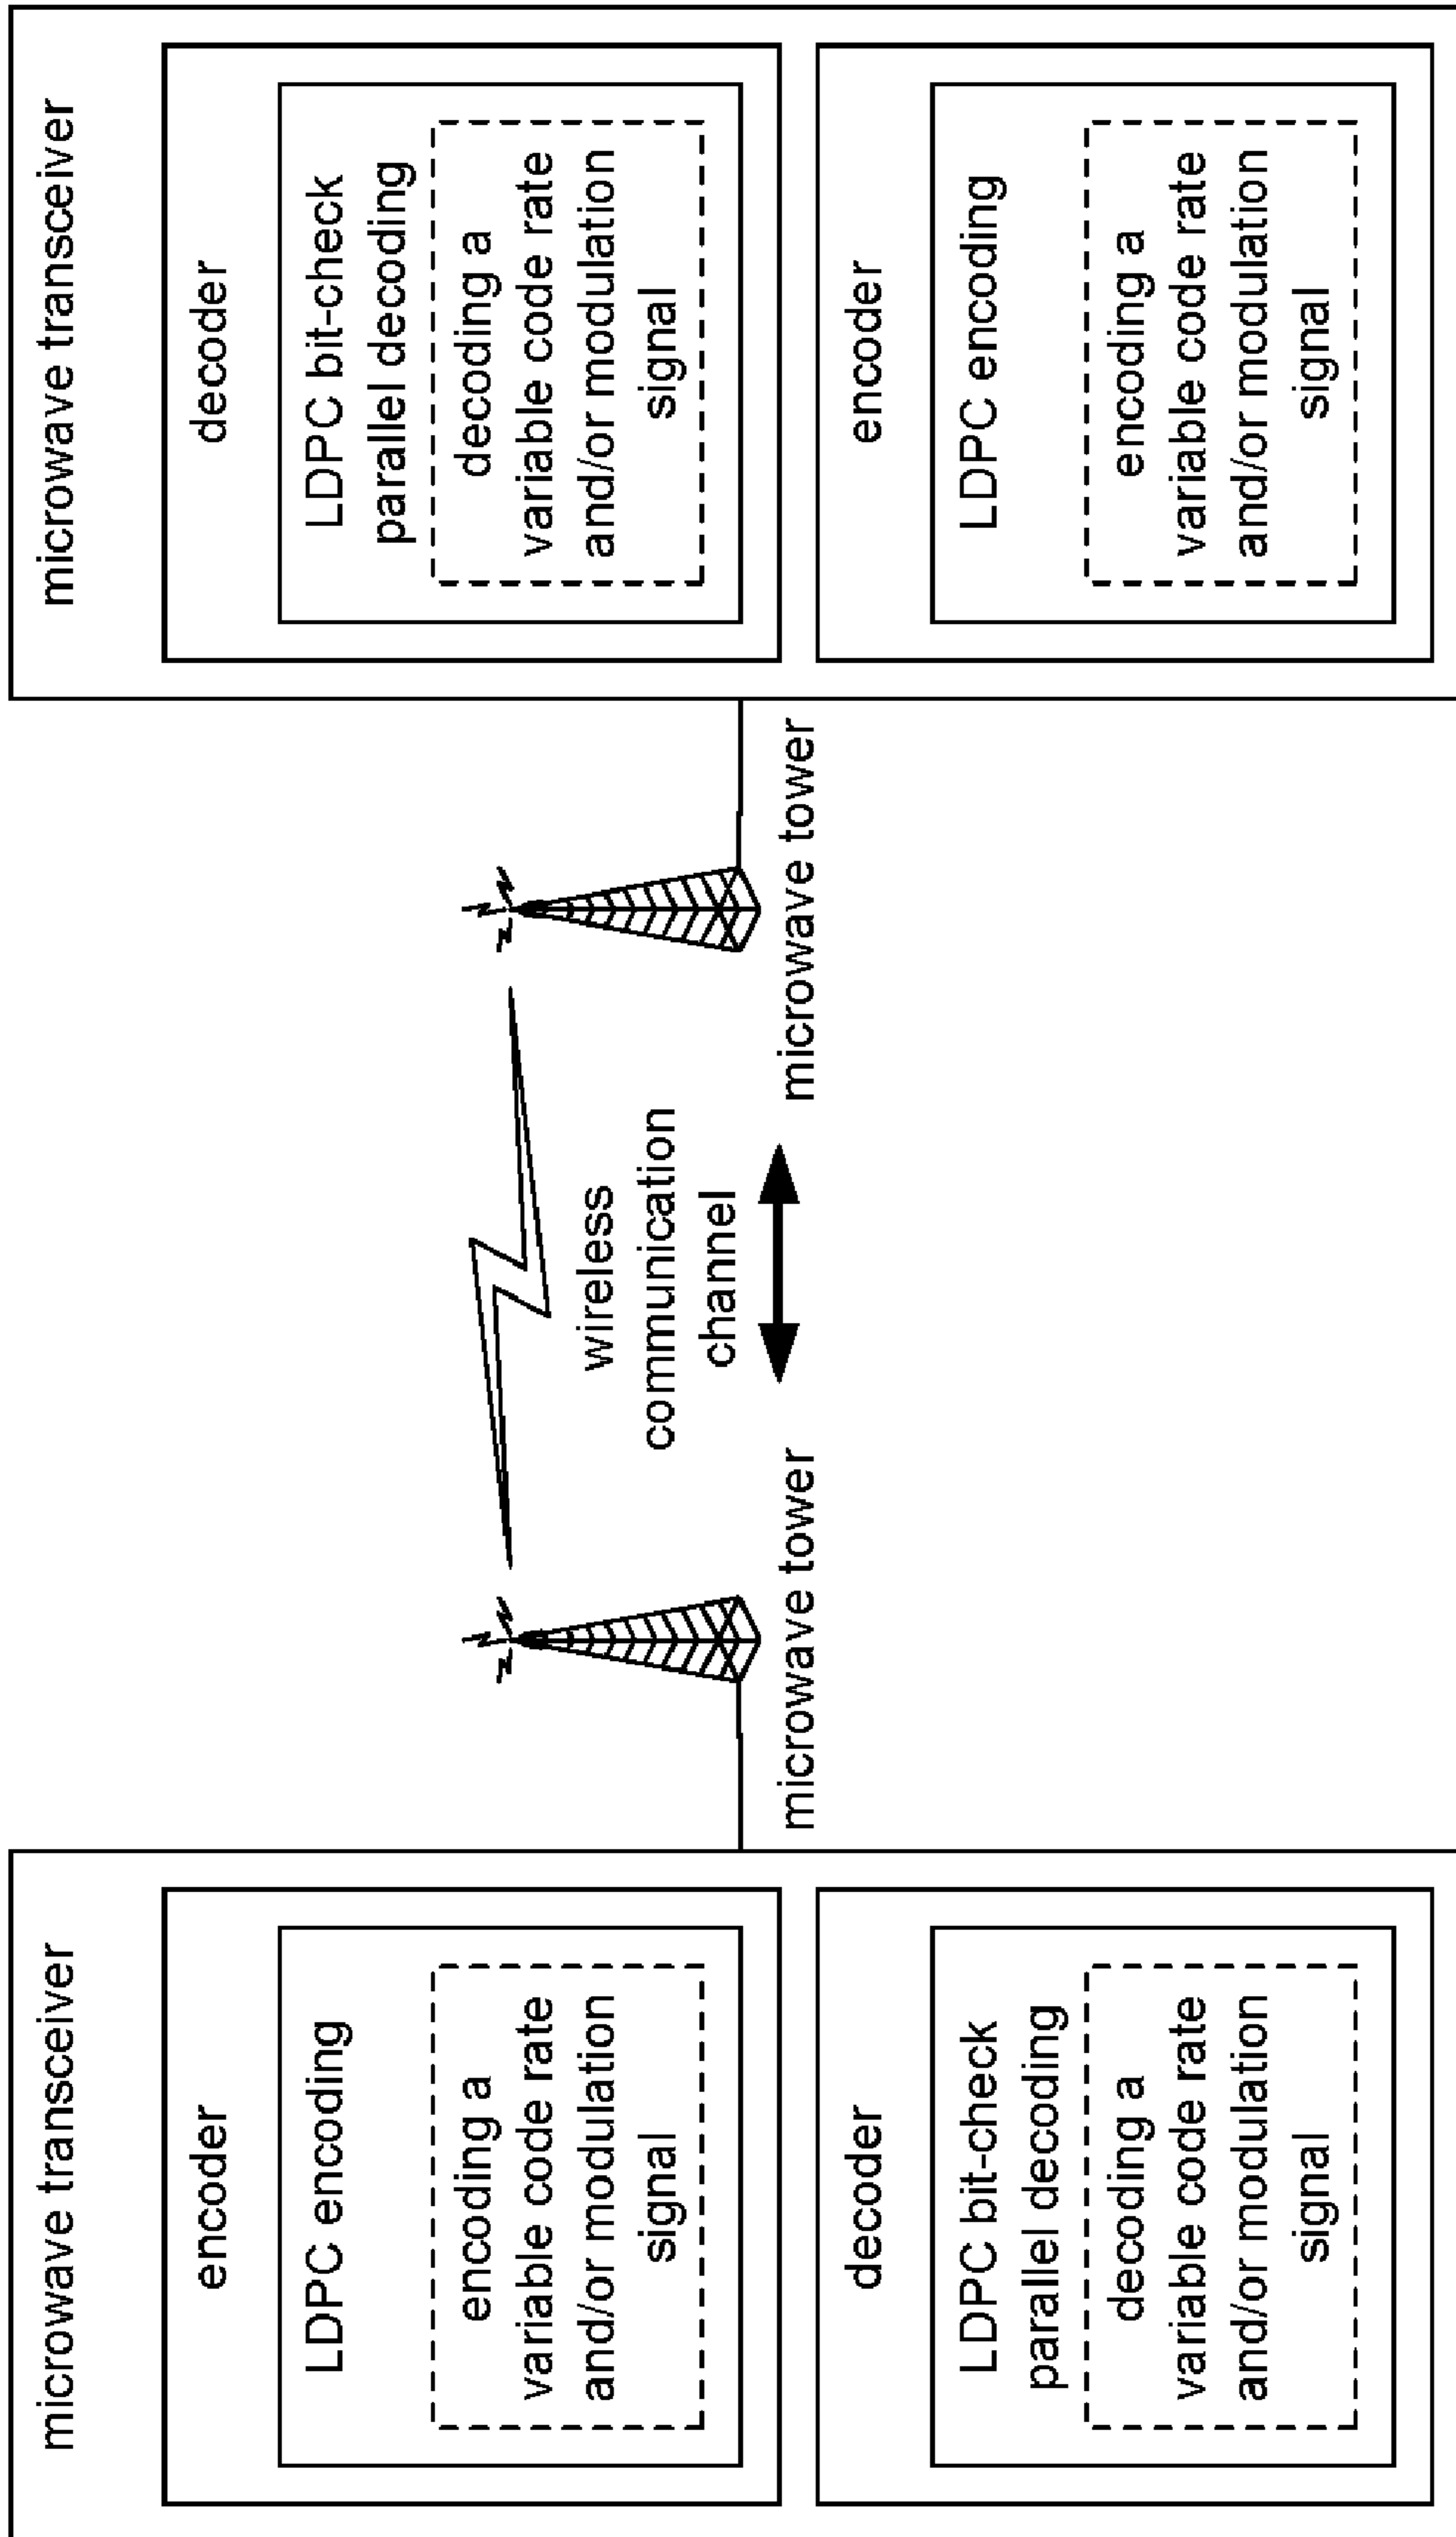 microwave transceiver
encoder
LDPC encoding
encoding a
variable code rate
and/or modulation
signal
decoder
LDPC bit-check
parallel decoding
decoding a
variable code rate
and/or modulation
signal
microwave tower
wireless
communication
channel
microwave tower
microwave transceiver
decoder
LDPC bit-check
parallel decoding
decoding a
variable code rate
and/or modulation
signal
encoder
LDPC encoding
encoding a
variable code rate
and/or modulation
signal